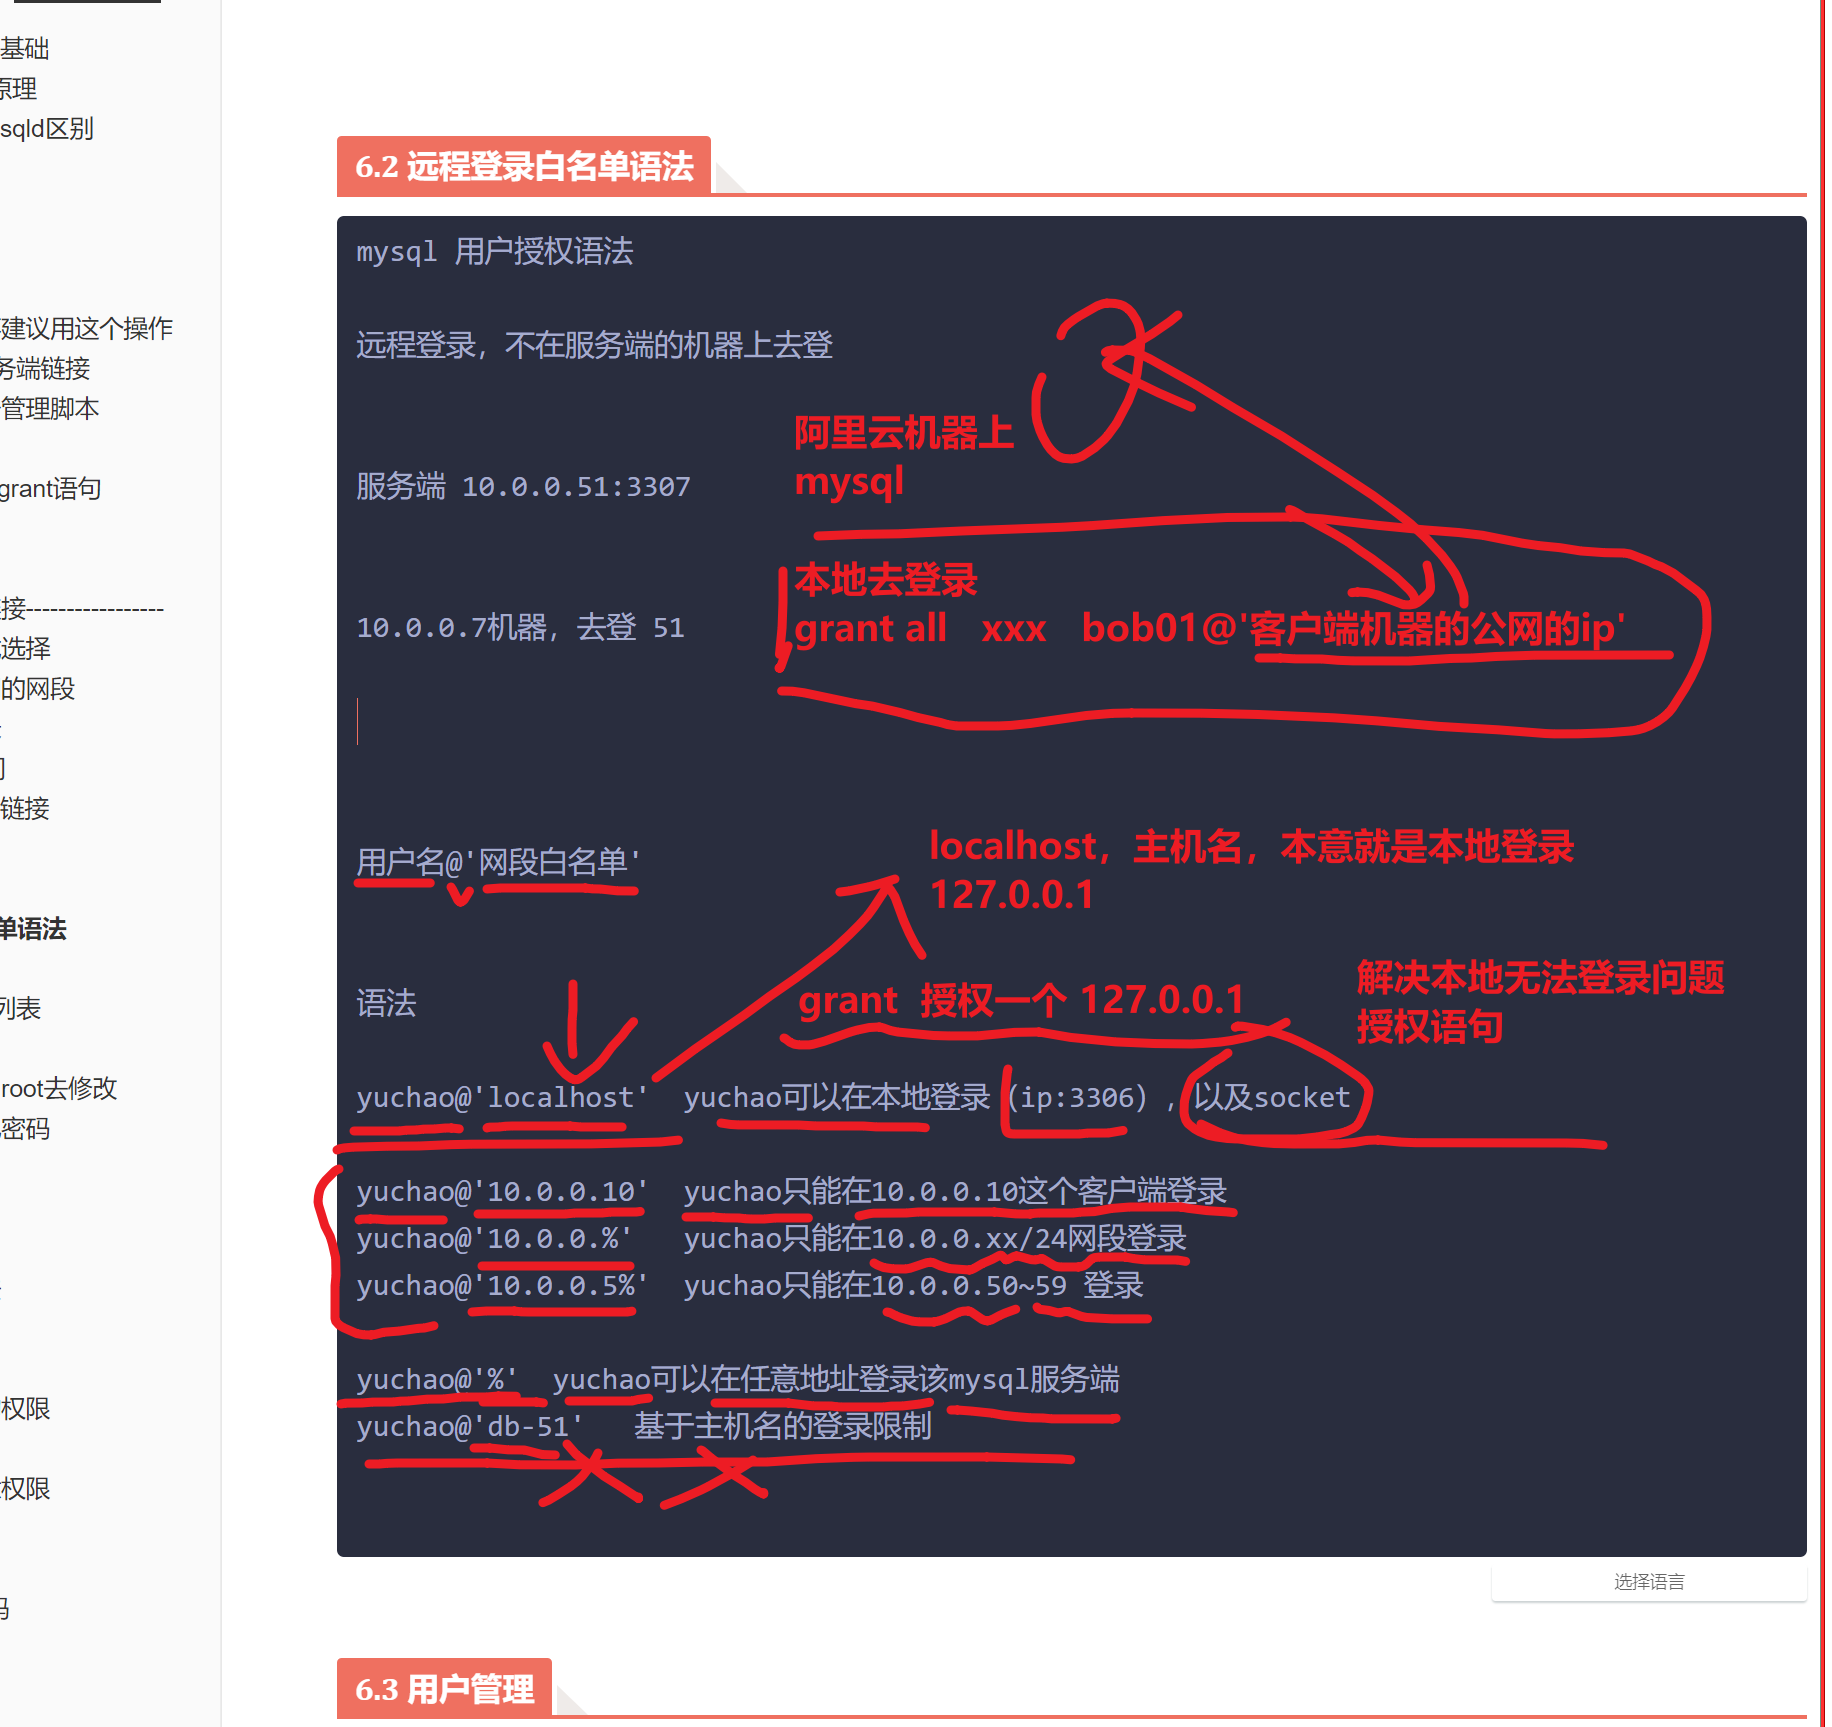 基础
原理
sqld区别
建议用这个操作
务端链接
管理脚本
grant语句
接-----------------
选择
的网段
链接
单语法
列表
root去修改
密码
权限
权限
6.2 远程登录白名单语法
mysql 用户授权语法
远程登录，不在服务端的机器上去登
阿里云机器上
mysql
服务端 10.0.0.51:3307
本地去登录
grant all xxx bob01@'客户端机器的公网的ip'
10.0.0.7机器，去登 51
localhost，主机名，本意就是本地登录
127.0.0.1
用户名@'网段白名单'
解决本地无法登录问题
授权语句
grant 授权一个 127.0.0.1
语法
yuchao@'localhost' yuchao可以在本地登录（ip:3306），以及socket
yuchao@'10.0.0.10' yuchao只能在10.0.0.10这个客户端登录
yuchao@'10.0.0.%' yuchao只能在10.0.0.xx/24网段登录
yuchao@'10.0.0.5%' yuchao只能在10.0.0.50~59 登录
yuchao@'%' yuchao可以在任意地址登录该mysql服务端
yuchao@'db-51' 基于主机名的登录限制
选择语言
6.3 用户管理